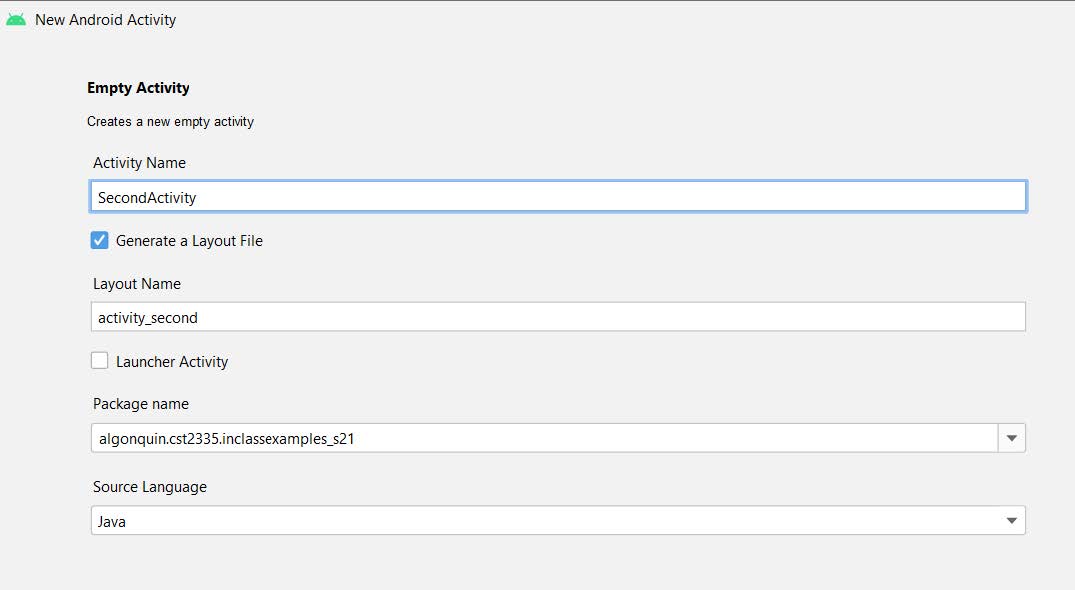 New Android Activity
Empty Activity
Creates a new empty activity
Activity Name
SecondActivity
Generate a Layout File
Layout Name
activity_second
Launcher Activity
Package name
algonquin.cst2335.inclassexamples_s21
Source Language
Java